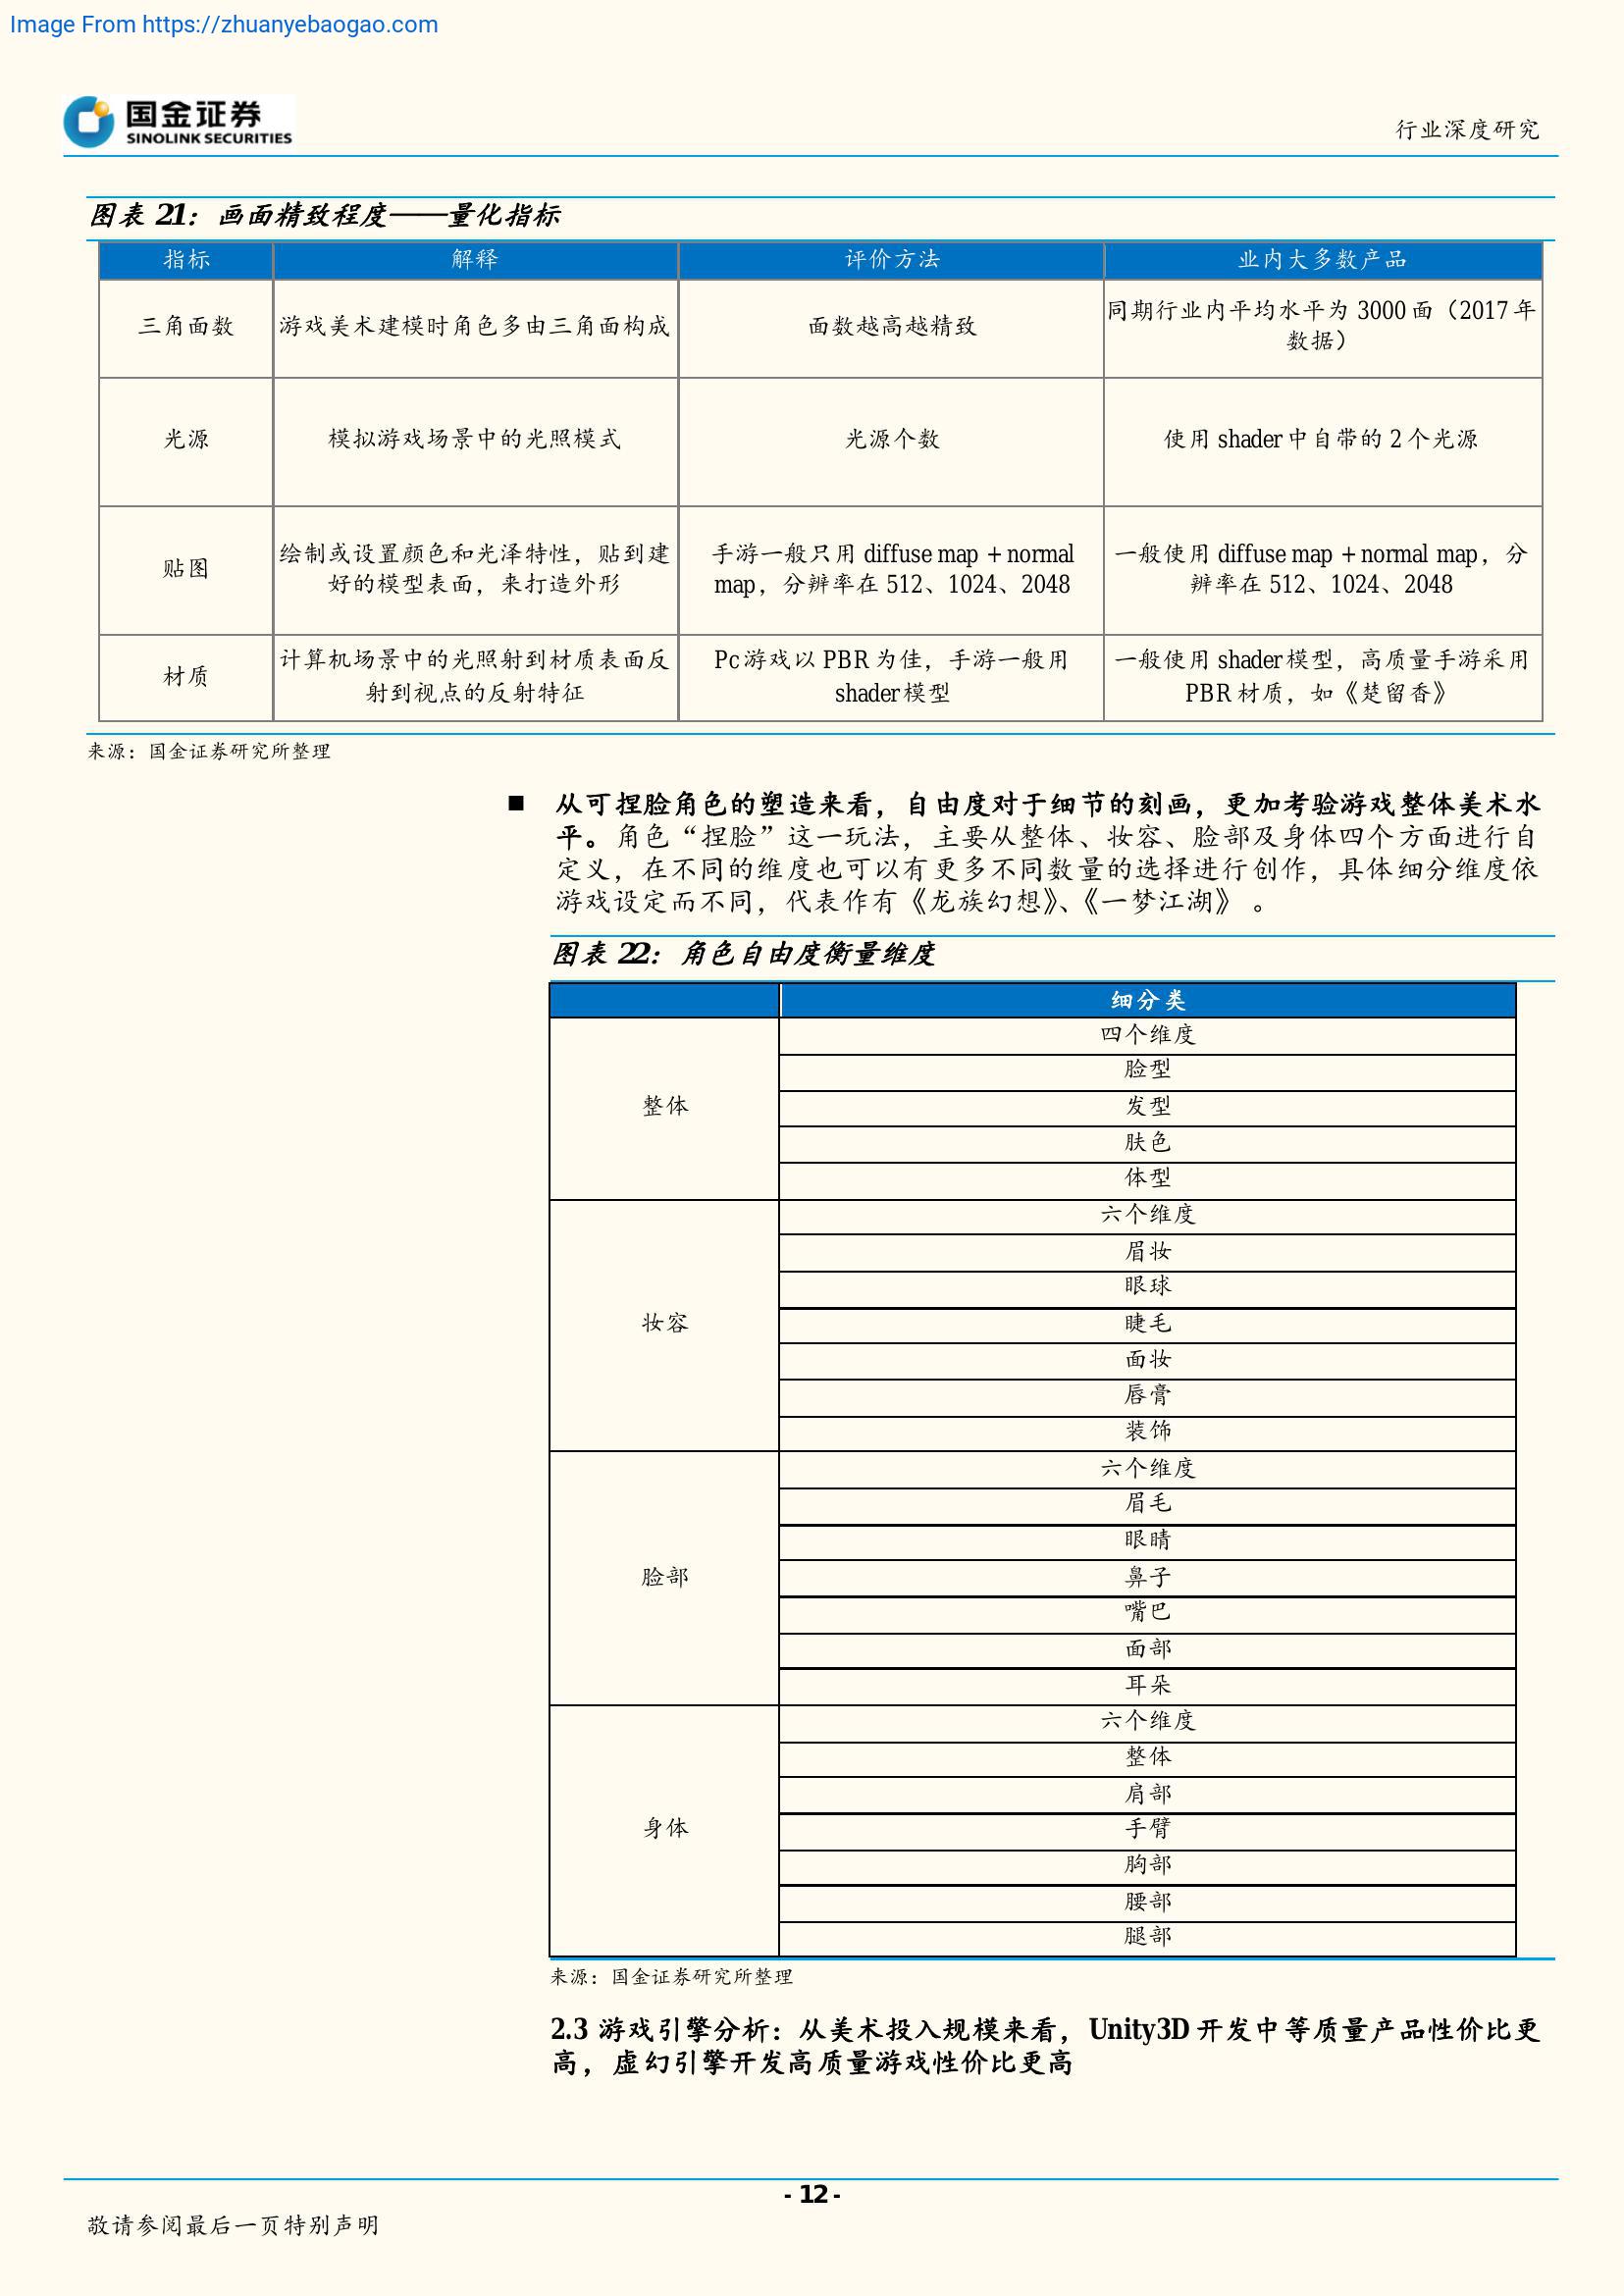 Image From https://zhuanyebaogao.com
国金证券
SINOLINK SECURITIES
行业深度研究
图表 21：画面精致程度——量化指标
指标 解释 评价方法 业内大多数产品
三角面数 游戏美术建模时角色多由三角面构成 面数越高越精致 同期行业内平均水平为 3000 面（2017 年
数据）
光源 模拟游戏场景中的光照模式 光源个数 使用 shader 中自带的 2 个光源
贴图 绘制或设置颜色和光泽特性，贴到建 手游一般只用 diffuse map + normal 一般使用 diffuse map + normal map，分
好的模型表面，来打造外形 map，分辨率在 512、1024、2048 辨率在 512、1024、2048
材质 计算机场景中的光照射到材质表面反 Pc 游戏以 PBR 为佳，手游一般用 一般使用 shader 模型，高质量手游采用
射到视点的反射特征 shader 模型 PBR 材质，如《楚留香》
来源：国金证券研究所整理
■ 从可捏脸角色的塑造来看，自由度对于细节的刻画，更加考验游戏整体美术水
平。角色“捏脸”这一玩法，主要从整体、妆容、脸部及身体四个方面进行自
定义，在不同的维度也可以有更多不同数量的选择进行创作，具体细分维度依
游戏设定而不同，代表作有《龙族幻想》、《一梦江湖》 。
图表 22：角色自由度衡量维度
细分类
整体
四个维度
脸型
发型
肤色
体型
妆容
六个维度
眉妆
眼球
睫毛
面妆
唇膏
装饰
脸部
六个维度
眉毛
眼睛
鼻子
嘴巴
面部
耳朵
身体
六个维度
整体
肩部
手臂
胸部
腰部
腿部
来源：国金证券研究所整理
2.3 游戏引擎分析：从美术投入规模来看，Unity3D 开发中等质量产品性价比更
高，虚幻引擎开发高质量游戏性价比更高
- 12 -
敬请参阅最后一页特别声明